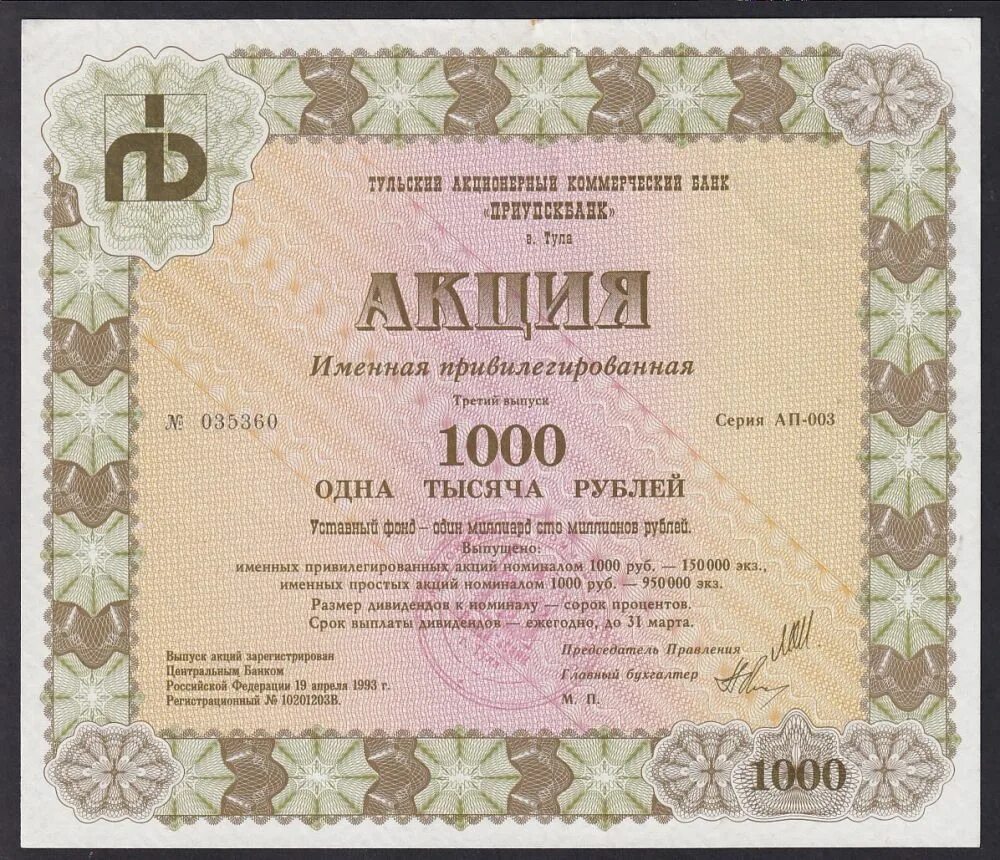 ТУЛЬСКИЙ АКЦИОНЕРНЫЙ КОММЕРЧЕСКИЙ БАНК
«ПРИУПСКБАНК»
г. Тула
АКЦИЯ
Именная привилегированная
Третий выпуск
№ 035360
Серия АП-003
1000
ОДНА ТЫСЯЧА РУБЛЕЙ
Уставный фонд — один миллиард сто миллионов рублей.
Выпущено:
именных привилегированных акций номиналом 1000 руб. — 150000 экз.,
именных простых акций номиналом 1000 руб. — 950000 экз.
Размер дивидендов к номиналу — сорок процентов.
Срок выплаты дивидендов — ежегодно, до 31 марта.
Выпуск акций зарегистрирован
Центральным Банком
Российской Федерации 19 апреля 1993 г.
Регистрационный № 10201203В.
Председатель Правления
Главный бухгалтер
М. П.
1000